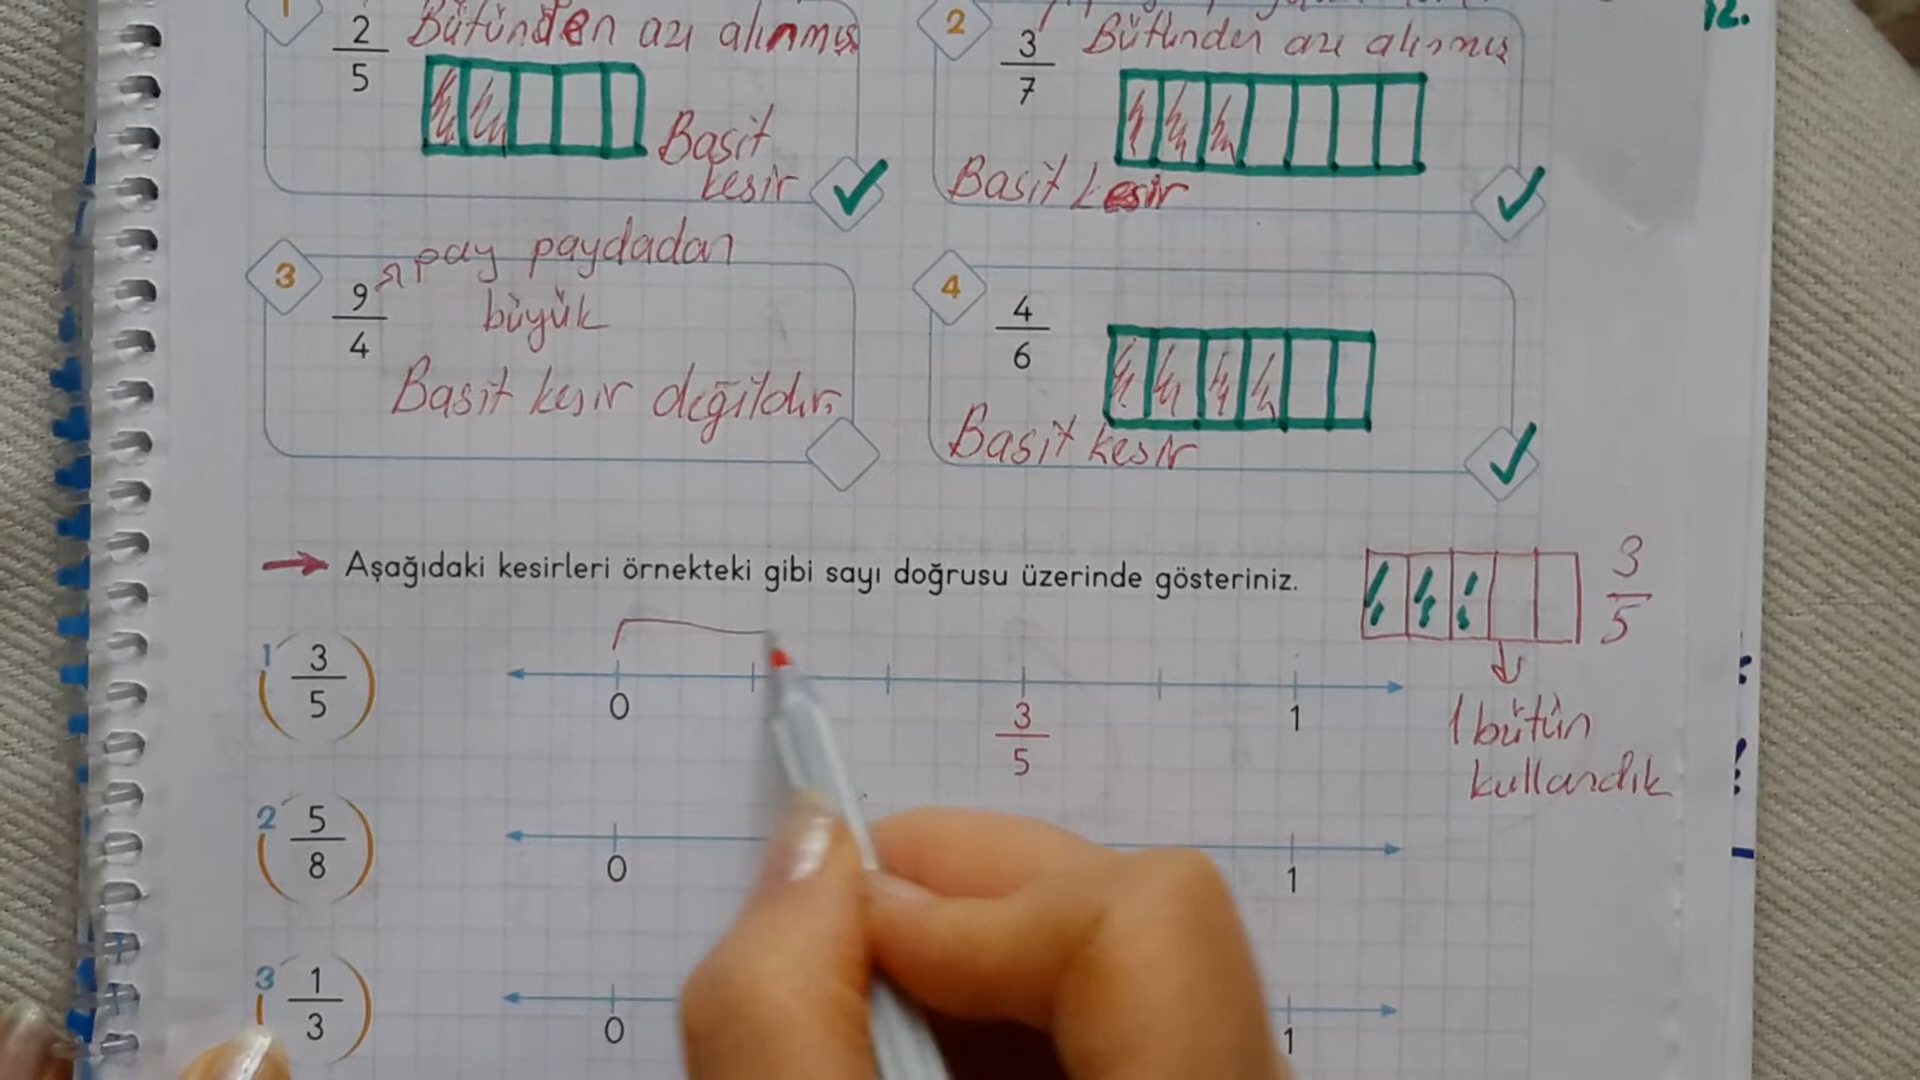 12.
1
2
5
Bütünden azı alınmış
Basit
kesir
2
3
7
Bütünden azı alınmış
Basit kesir
3
9
4
pay paydadan
büyük
Basit kesir değildir.
4
4
6
Basit kesir
Aşağıdaki kesirleri örnekteki gibi sayı doğrusu üzerinde gösteriniz.
3
5
1 bütün
kullandık
1
3
5
0
3
5
1
2
5
8
0
1
3
1
3
0
1